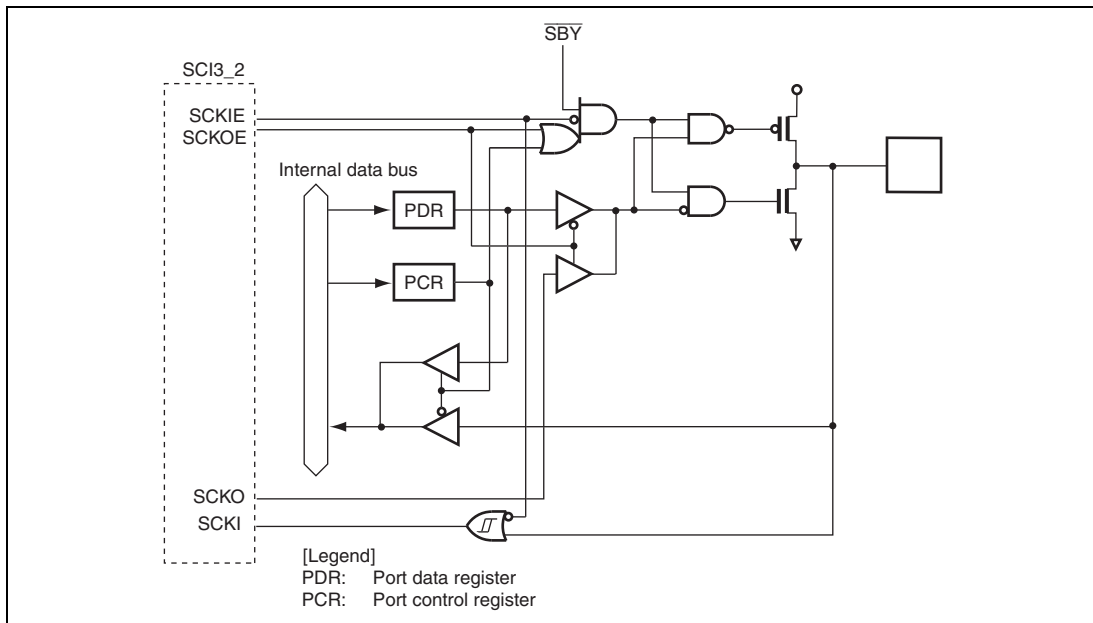 SBY
SCI3_2
SCKIE
SCKOE
Internal data bus
PDR
PCR
SCKO
SCKI
[Legend]
PDR: Port data register
PCR: Port control register